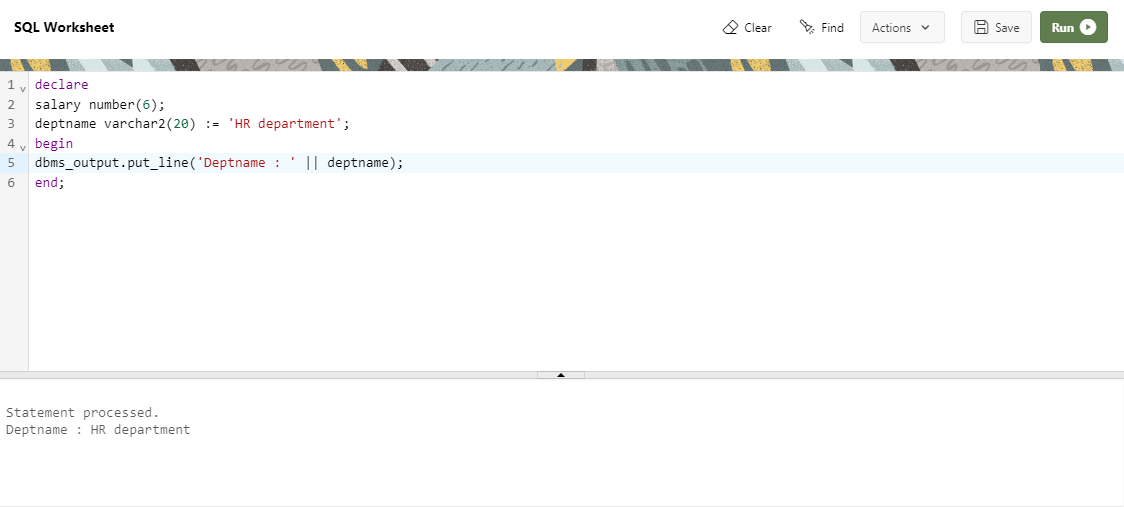 SQL Worksheet
Clear
Find
Actions
Save
Run
1 declare
2 salary number(6);
3 deptname varchar2(20) := 'HR department';
4 begin
5 dbms_output.put_line('Deptname : ' || deptname);
6 end;
Statement processed.
Deptname : HR department